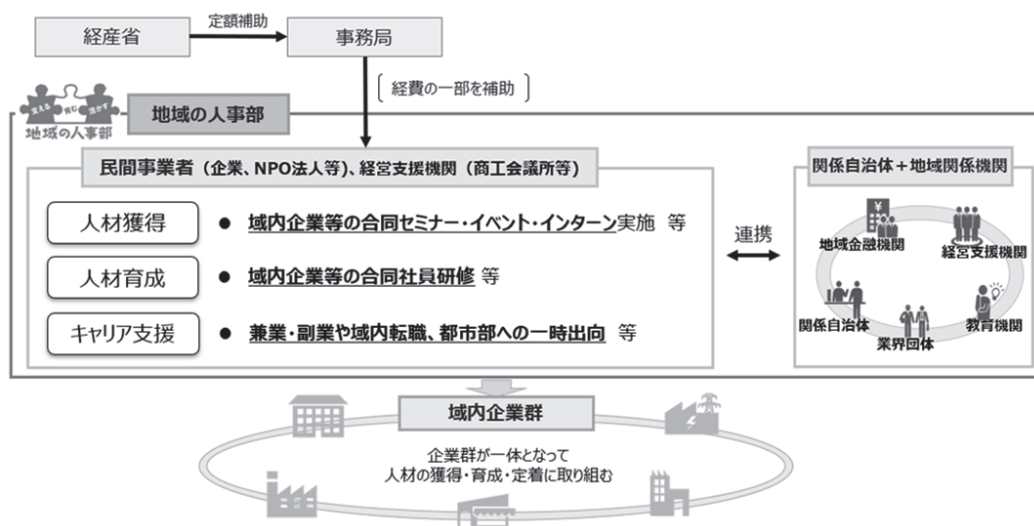 経産省
定額補助
事務局
経費の一部を補助
支える 育む 活かす
地域の人事部
地域の人事部
民間事業者（企業、NPO法人等）、経営支援機関（商工会議所等）
人材獲得
● 域内企業等の合同セミナー・イベント・インターン実施 等
人材育成
● 域内企業等の合同社員研修 等
キャリア支援
● 兼業・副業や域内転職、都市部への一時出向 等
連携
関係自治体＋地域関係機関
¥
地域金融機関
経営支援機関
関係自治体
教育機関
業界団体
域内企業群
企業群が一体となって
人材の獲得・育成・定着に取り組む